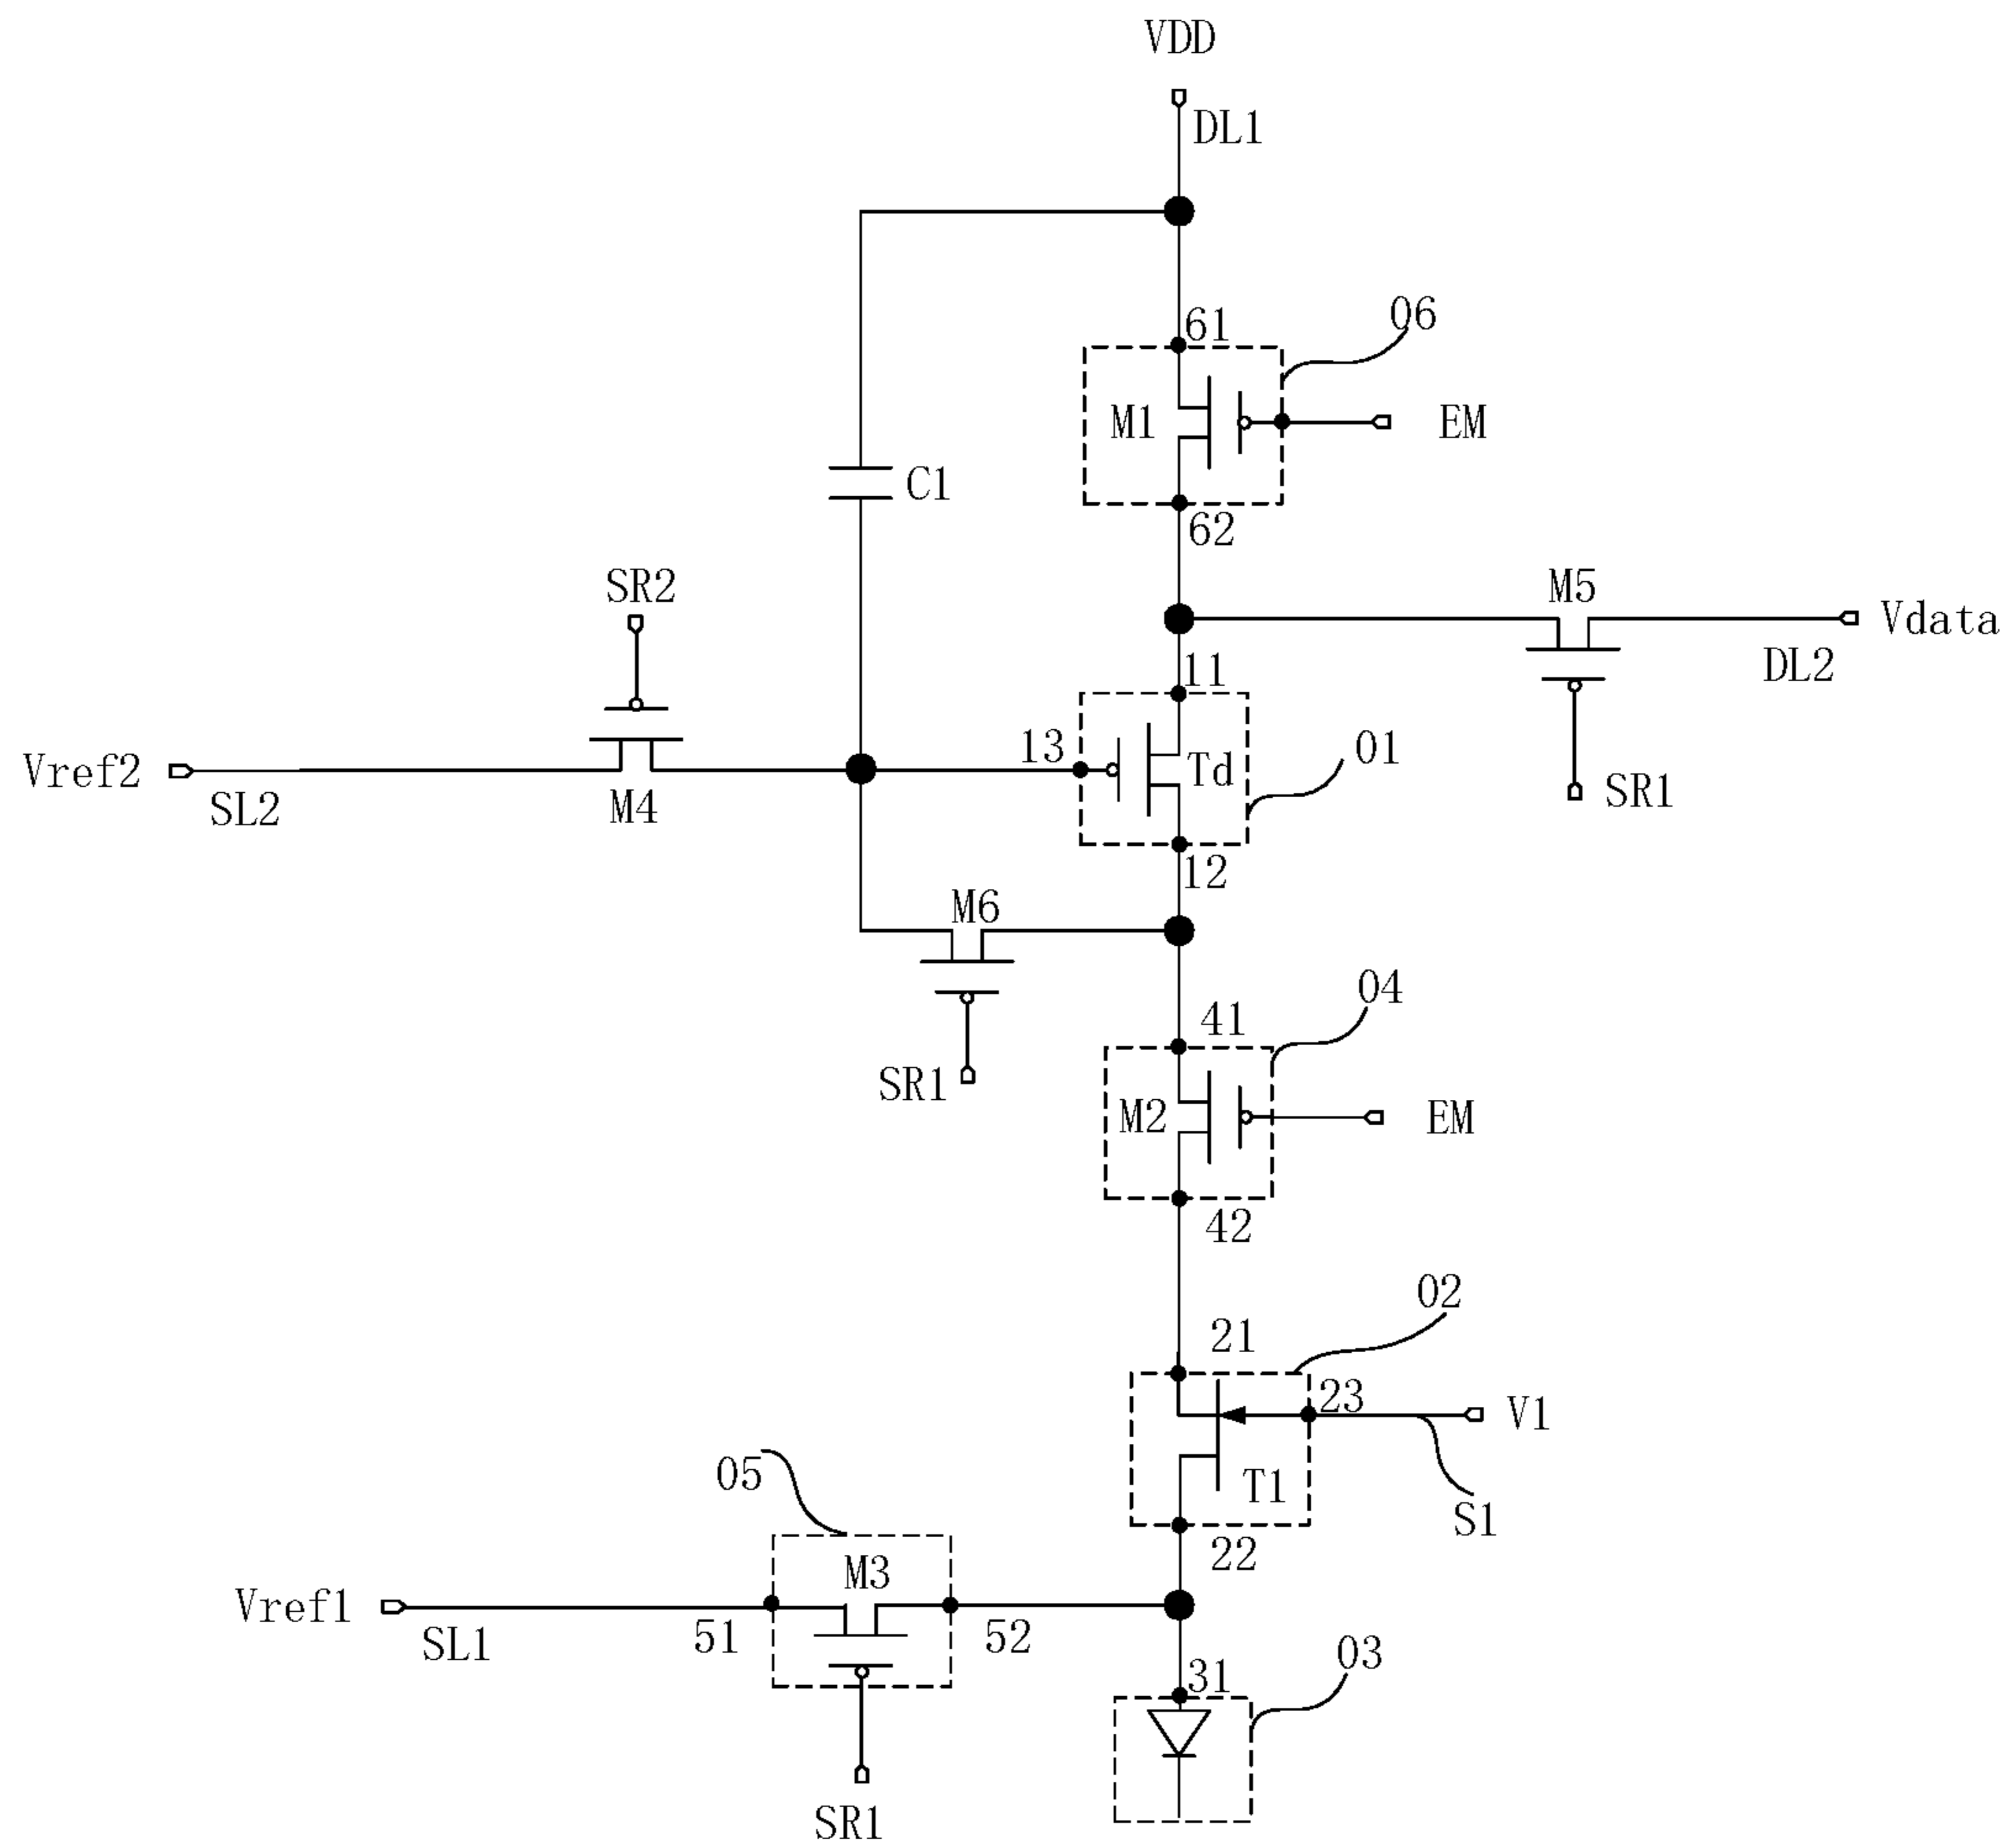 VDD
DL1
61
06
M1
EM
C1
62
SR2
M5
Vdata
11
DL2
13
Td
01
Vref2
SL2
M4
SR1
12
M6
41
04
SR1
M2
EM
42
02
21
23
V1
05
T1
S1
22
M3
Vref1
51
52
SL1
03
31
SR1